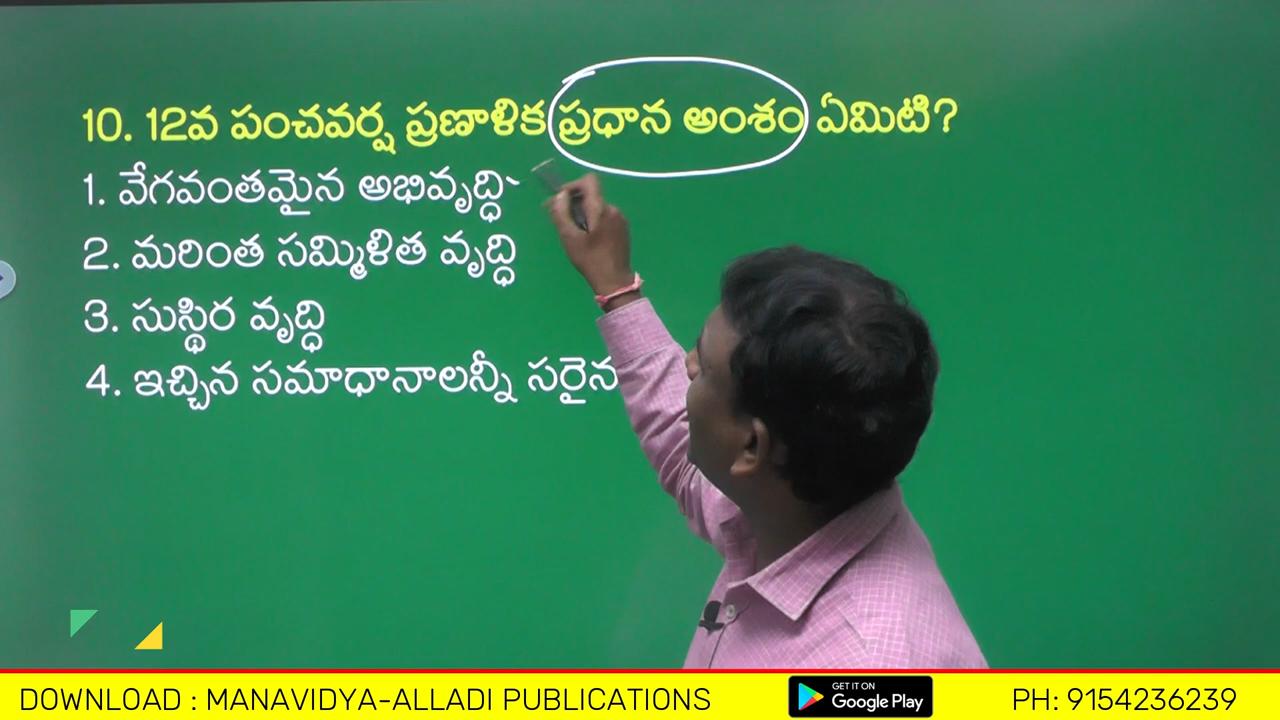 10. 12వ పంచవర్ష ప్రణాళిక ప్రధాన అంశం ఏమిటి?
1. వేగవంతమైన అభివృద్ధి
2. మరింత సమ్మిళిత వృద్ధి
3. సుస్థిర వృద్ధి
4. ఇచ్చిన సమాధానాలన్నీ సరైన
DOWNLOAD : MANAVIDYA-ALLADI PUBLICATIONS
GET IT ON
Google Play
PH: 9154236239